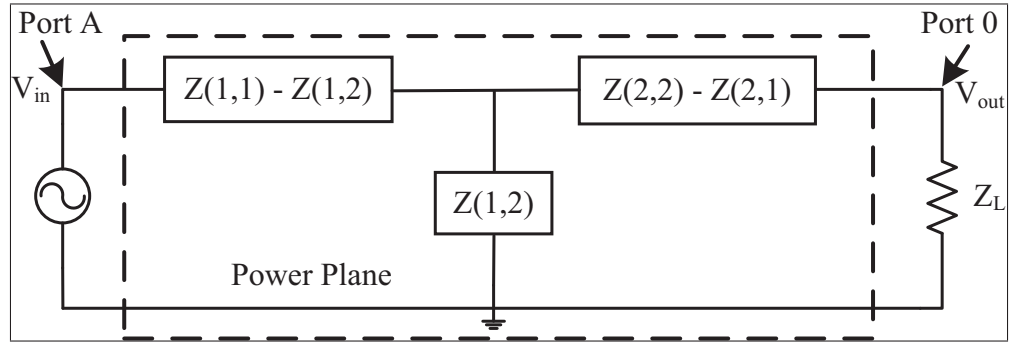 Port A
Port 0
V_in
Z(1,1) - Z(1,2)
Z(2,2) - Z(2,1)
V_out
Z(1,2)
Z_L
Power Plane